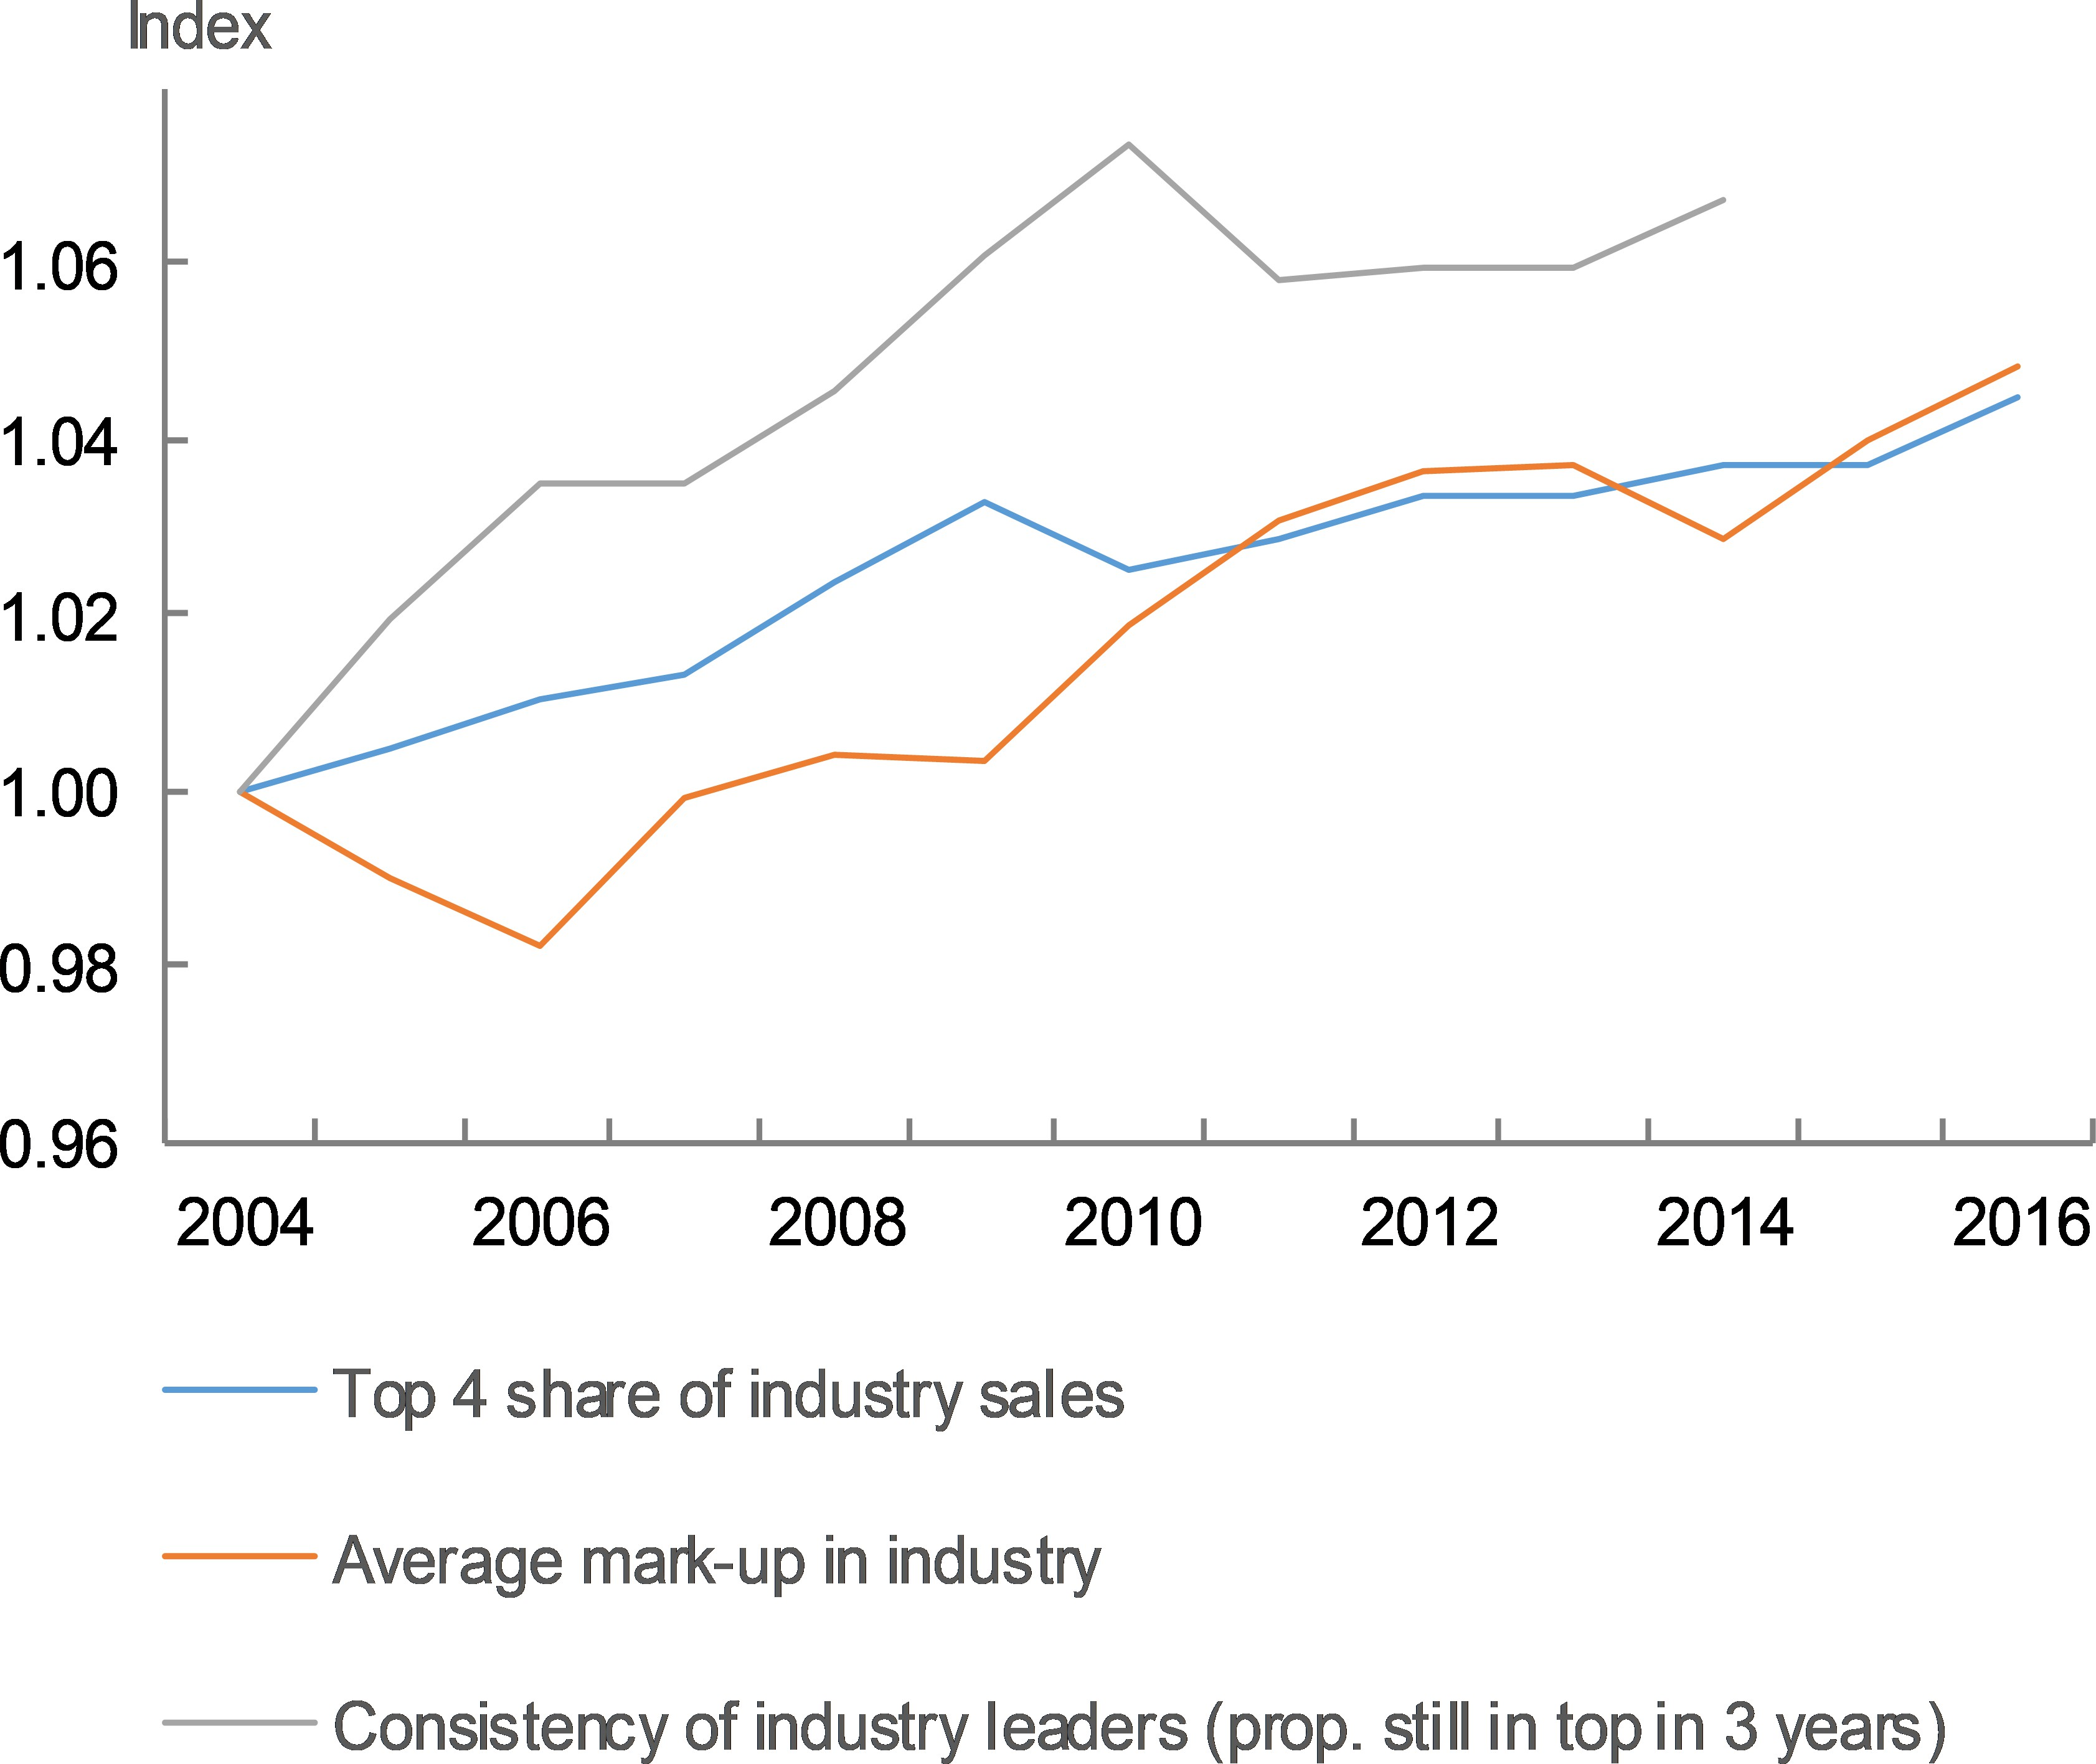 Index
1.06
1.04
1.02
1.00
0.98
0.96
2004 2006 2008 2010 2012 2014 2016
Top 4 share of industry sales
Average mark-up in industry
Consistency of industry leaders (prop. still in top in 3 years)